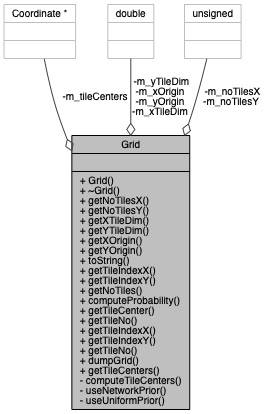 Coordinate *
double
unsigned
-m_tileCenters
-m_yTileDim
-m_xOrigin
-m_yOrigin
-m_xTileDim
-m_noTilesX
-m_noTilesY
Grid
+ Grid()
+ ~Grid()
+ getNoTilesX()
+ getNoTilesY()
+ getXTileDim()
+ getYTileDim()
+ getXOrigin()
+ getYOrigin()
+ toString()
+ getTileIndexX()
+ getTileIndexY()
+ getNoTiles()
+ computeProbability()
+ getTileCenter()
+ getTileNo()
+ getTileIndexX()
+ getTileIndexY()
+ getTileNo()
+ dumpGrid()
+ getTileCenters()
- computeTileCenters()
- useNetworkPrior()
- useUniformPrior()